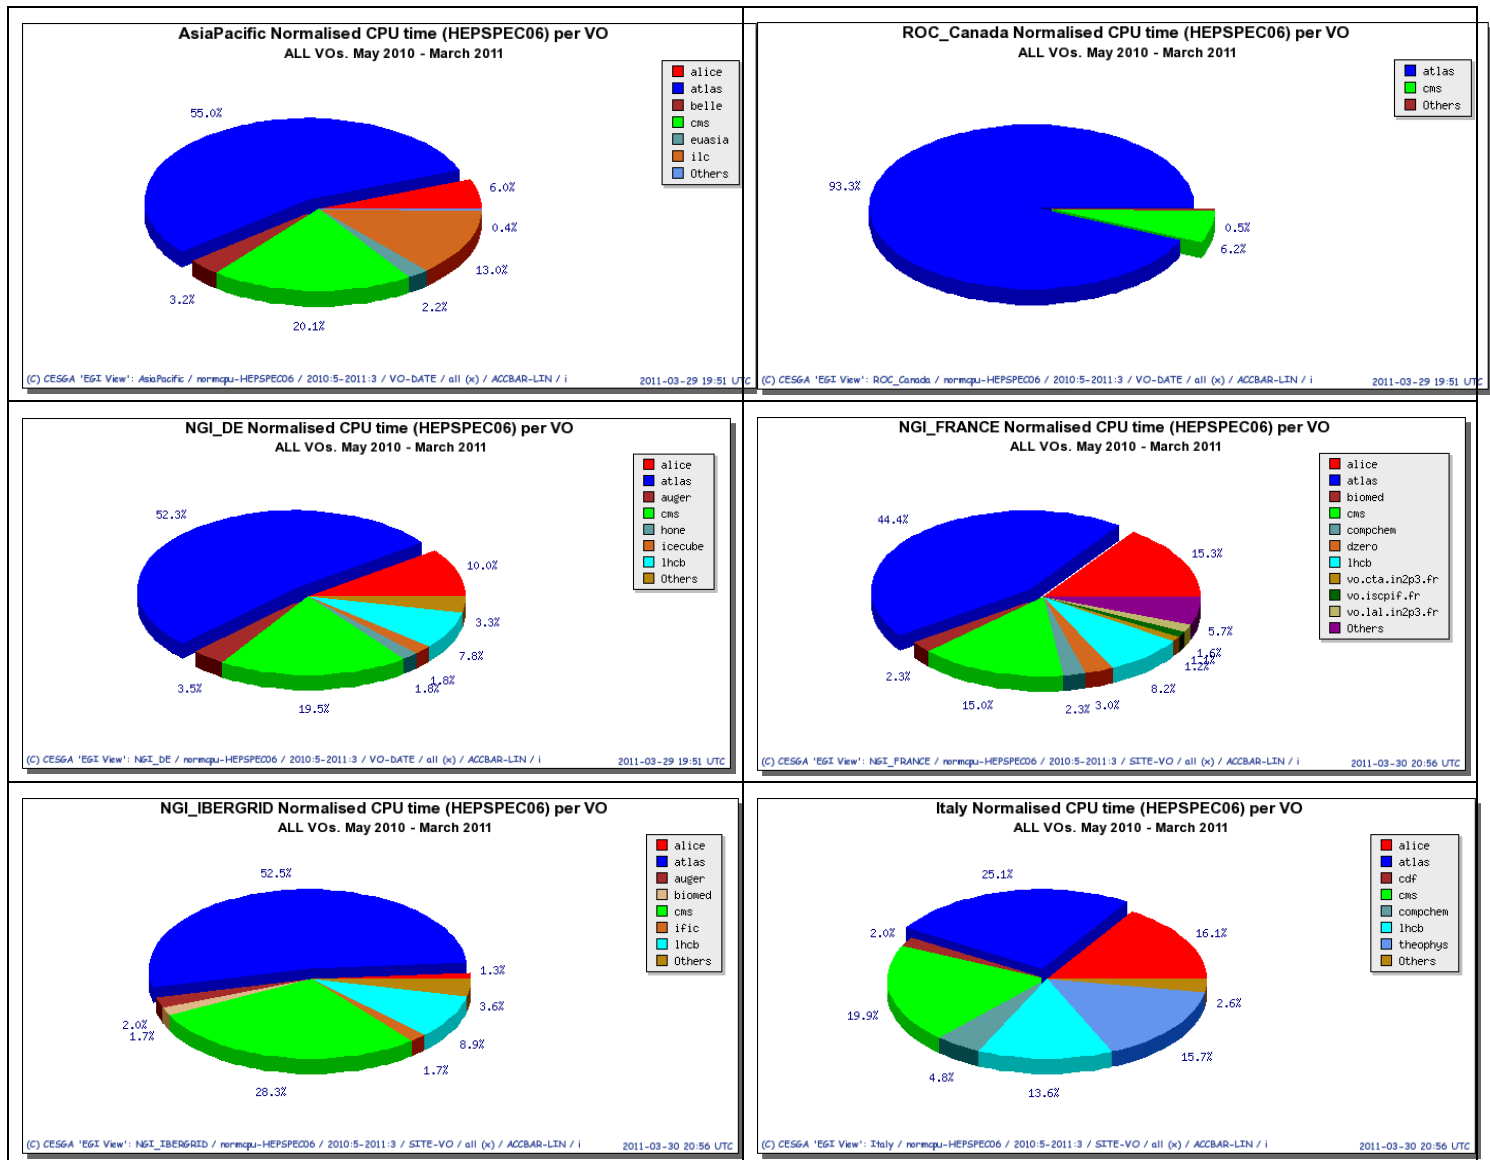 AsiaPacific Normalised CPU time (HEPSPEC06) per VO
ALL VOs. May 2010 - March 2011
alice
atlas
belle
cms
euasia
ilc
Others
55.0%
6.0%
0.4%
13.0%
2.2%
20.1%
3.2%
(C) CESGA 'EGI View': AsiaPacific / normcpu-HEPSPEC06 / 2010:5-2011:3 / VO-DATE / all (x) / ACCBAR-LIN / i
2011-03-29 19:51 UTC
ROC_Canada Normalised CPU time (HEPSPEC06) per VO
ALL VOs. May 2010 - March 2011
atlas
cms
Others
93.3%
0.5%
6.2%
(C) CESGA 'EGI View': ROC_Canada / normcpu-HEPSPEC06 / 2010:5-2011:3 / VO-DATE / all (x) / ACCBAR-LIN / i
2011-03-29 19:51 UTC
NGI_DE Normalised CPU time (HEPSPEC06) per VO
ALL VOs. May 2010 - March 2011
alice
atlas
auger
cms
hone
icecube
lhcb
Others
52.3%
10.0%
3.3%
7.8%
1.8%
1.8%
19.5%
3.5%
(C) CESGA 'EGI View': NGI_DE / normcpu-HEPSPEC06 / 2010:5-2011:3 / VO-DATE / all (x) / ACCBAR-LIN / i
2011-03-29 19:51 UTC
NGI_FRANCE Normalised CPU time (HEPSPEC06) per VO
ALL VOs. May 2010 - March 2011
alice
atlas
biomed
cms
compchem
dzero
lhcb
vo.cta.in2p3.fr
vo.iscpif.fr
vo.lal.in2p3.fr
Others
44.4%
15.3%
5.7%
1.6%
1.1%
1.2%
8.2%
3.0%
2.3%
15.0%
2.3%
(C) CESGA 'EGI View': NGI_FRANCE / normcpu-HEPSPEC06 / 2010:5-2011:3 / SITE-VO / all (x) / ACCBAR-LIN / i
2011-03-30 20:56 UTC
NGI_IBERGRID Normalised CPU time (HEPSPEC06) per VO
ALL VOs. May 2010 - March 2011
alice
atlas
auger
biomed
cms
ific
lhcb
Others
52.5%
1.3%
3.6%
8.9%
1.7%
28.3%
1.7%
2.0%
(C) CESGA 'EGI View': NGI_IBERGRID / normcpu-HEPSPEC06 / 2010:5-2011:3 / SITE-VO / all (x) / ACCBAR-LIN / i
2011-03-30 20:56 UTC
Italy Normalised CPU time (HEPSPEC06) per VO
ALL VOs. May 2010 - March 2011
alice
atlas
cdf
cms
compchem
lhcb
theophys
Others
25.1%
16.1%
2.6%
15.7%
13.6%
4.8%
19.9%
2.0%
(C) CESGA 'EGI View': Italy / normcpu-HEPSPEC06 / 2010:5-2011:3 / SITE-VO / all (x) / ACCBAR-LIN / i
2011-03-30 20:56 UTC